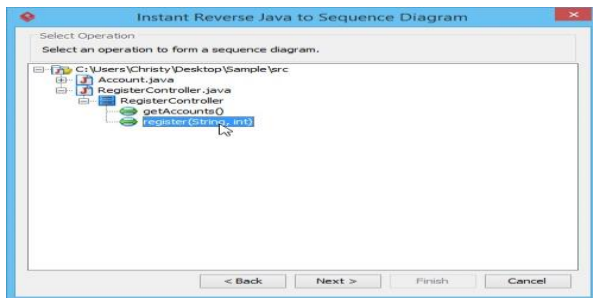 Instant Reverse Java to Sequence Diagram
Select Operation
Select an operation to form a sequence diagram.
C:\Users\Christy\Desktop\Sample\src
Account.java
RegisterController.java
RegisterController
getAccounts()
register(String, int)
< Back Next > Finish Cancel